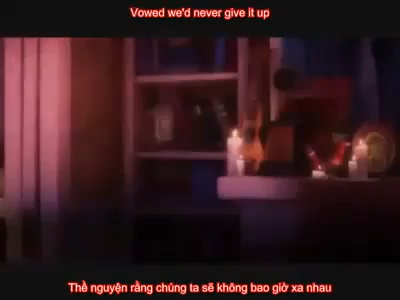 Vowed we'd never give it up
Thề nguyện rằng chúng ta sẽ không bao giờ xa nhau